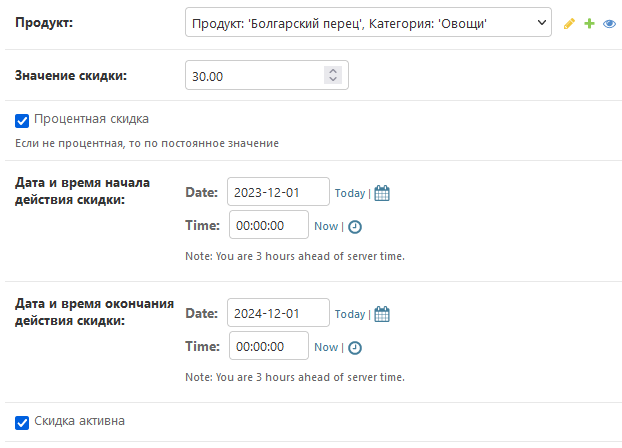 Продукт: Продукт: 'Болгарский перец', Категория: 'Овощи'
Значение скидки: 30.00
Процентная скидка
Если не процентная, то по постоянное значение
Дата и время начала
действия скидки:
Date: 2023-12-01 Today |
Time: 00:00:00 Now |
Note: You are 3 hours ahead of server time.
Дата и время окончания
действия скидки:
Date: 2024-12-01 Today |
Time: 00:00:00 Now |
Note: You are 3 hours ahead of server time.
Скидка активна